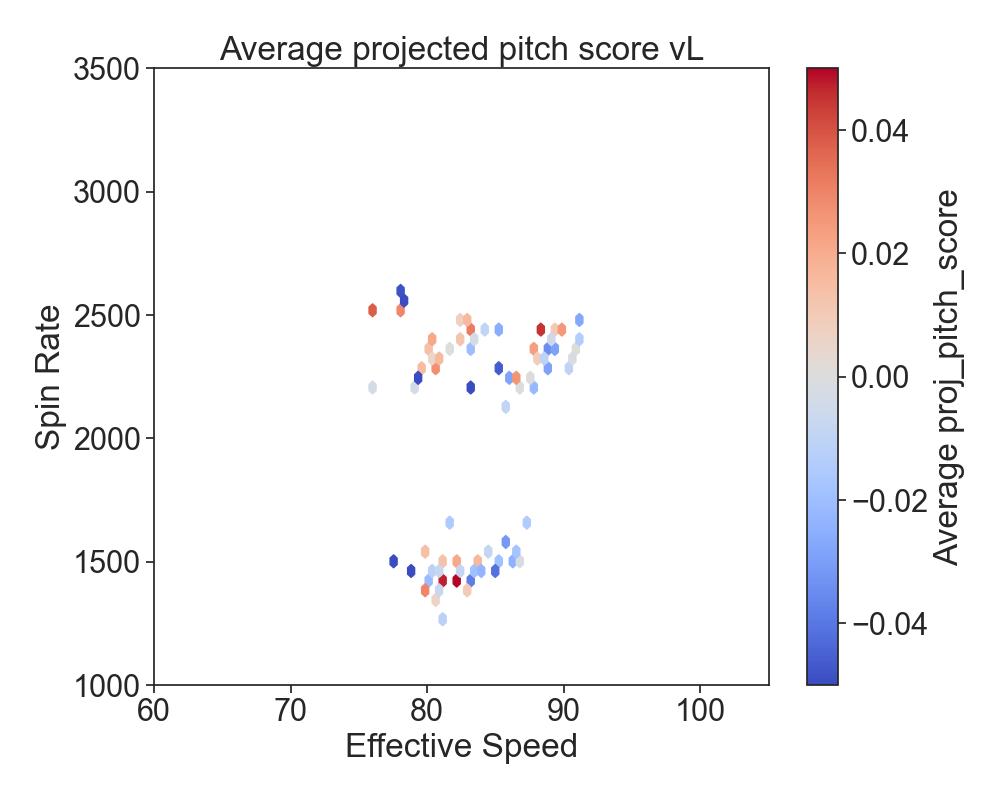 Average projected pitch score vL
3500
3000
2500
2000
1500
1000
Spin Rate
60 70 80 90 100
Effective Speed
0.04
0.02
0.00
−0.02
−0.04
Average proj_pitch_score